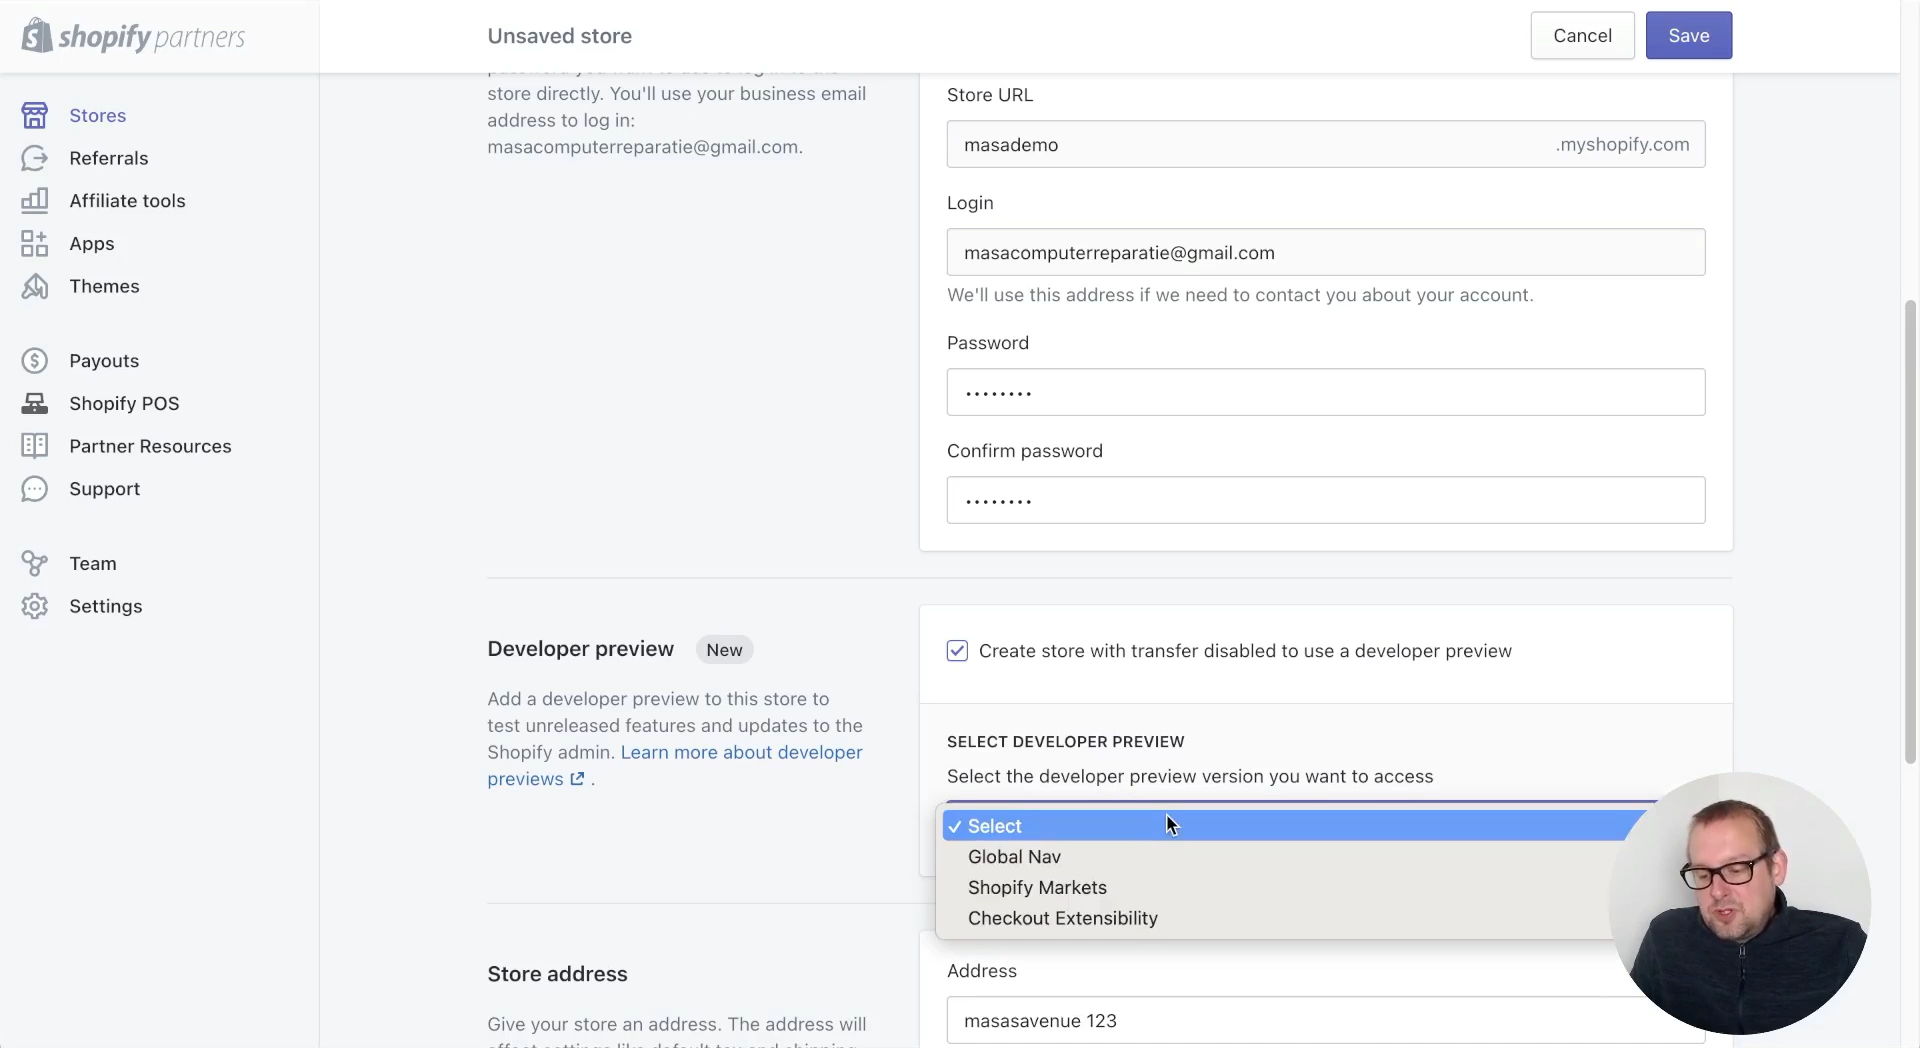 shopify partners
Unsaved store
Cancel
Save
Stores
Referrals
Affiliate tools
Apps
Themes
Payouts
Shopify POS
Partner Resources
Support
Team
Settings
store directly. You'll use your business email
address to log in:
masacomputerreparatie@gmail.com.
Store URL
masademo .myshopify.com
Login
masacomputerreparatie@gmail.com
We'll use this address if we need to contact you about your account.
Password
••••••••
Confirm password
••••••••
Developer preview New
Add a developer preview to this store to
test unreleased features and updates to the
Shopify admin. Learn more about developer
previews .
Create store with transfer disabled to use a developer preview
SELECT DEVELOPER PREVIEW
Select the developer preview version you want to access
✓ Select
Global Nav
Shopify Markets
Checkout Extensibility
Store address
Give your store an address. The address will
Address
masasavenue 123